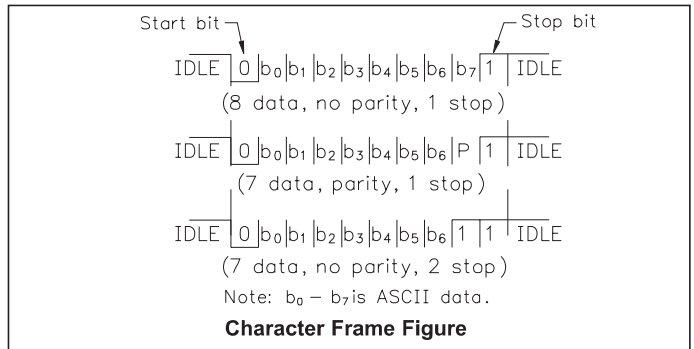 Start bit Stop bit
IDLE 0 b₀ b₁ b₂ b₃ b₄ b₅ b₆ b₇ 1 IDLE
(8 data, no parity, 1 stop)
IDLE 0 b₀ b₁ b₂ b₃ b₄ b₅ b₆ P 1 IDLE
(7 data, parity, 1 stop)
IDLE 0 b₀ b₁ b₂ b₃ b₄ b₅ b₆ 1 1 IDLE
(7 data, no parity, 2 stop)
Note: b₀ – b₇ is ASCII data.
Character Frame Figure